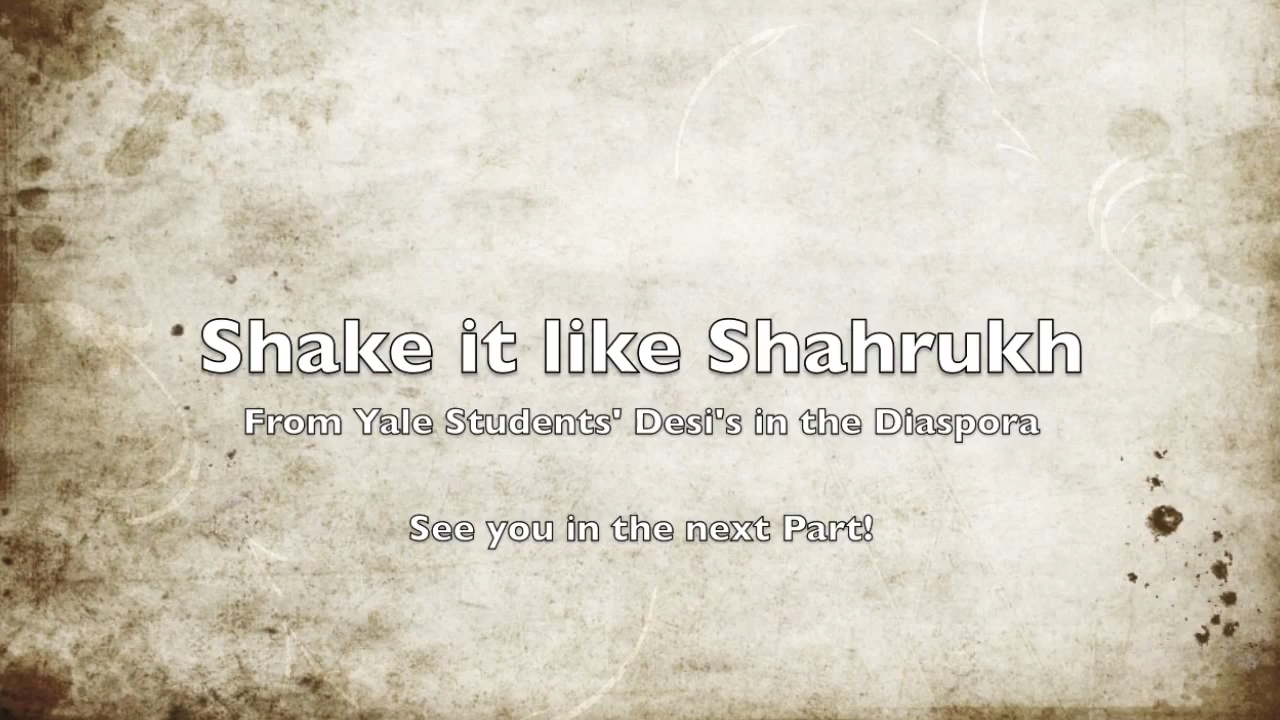 Shake it like Shahrukh
From Yale Students' Desi's in the Diaspora
See you in the next Part!